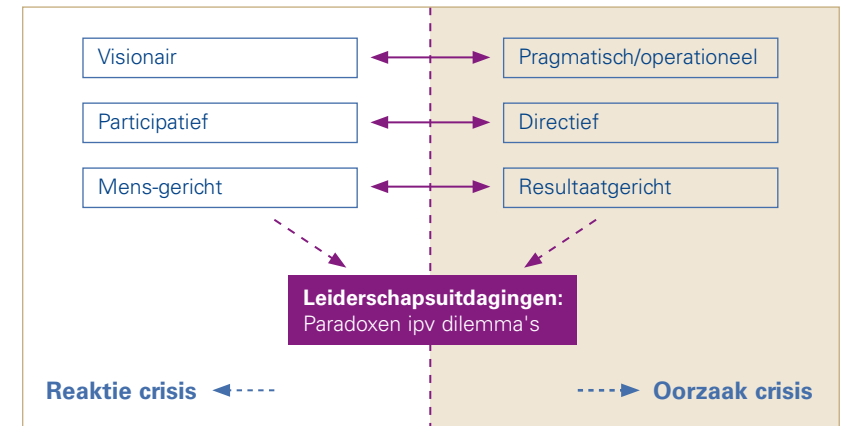 Visionair
Pragmatisch/operationeel
Participatief
Directief
Mens-gericht
Resultaatgericht
Leiderschapsuitdagingen:
Paradoxen ipv dilemma's
Reaktie crisis
Oorzaak crisis